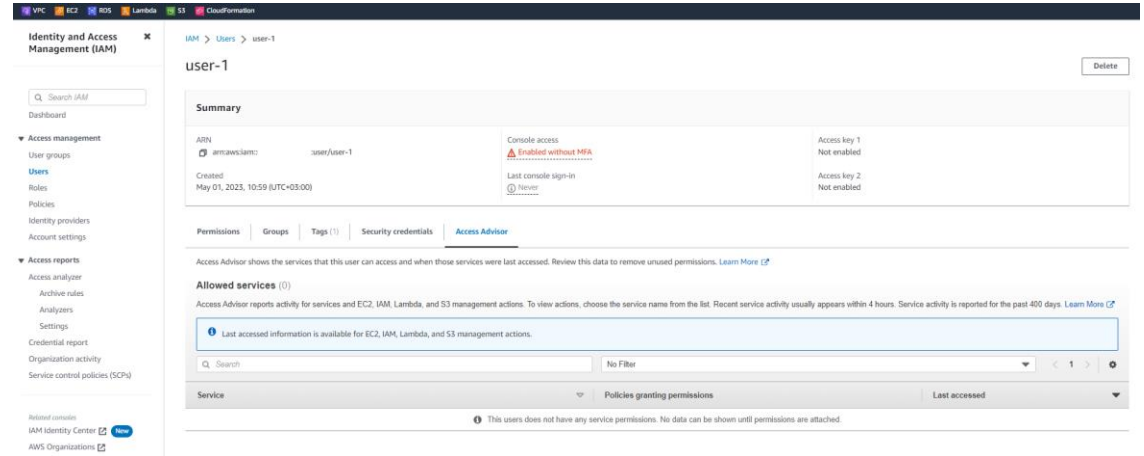 VPC EC2 RDS Lambda S3 CloudFormation
Identity and Access
Management (IAM)
Search IAM
Dashboard
Access management
User groups
Users
Roles
Policies
Identity providers
Account settings
Access reports
Access analyzer
Archive rules
Analyzers
Settings
Credential report
Organization activity
Service control policies (SCPs)
Related consoles
IAM Identity Center New
AWS Organizations
IAM > Users > user-1
user-1
Delete
Summary
ARN
arn:aws:iam:: :user/user-1
Created
May 01, 2023, 10:59 (UTC+03:00)
Console access
Enabled without MFA
Last console sign-in
Never
Access key 1
Not enabled
Access key 2
Not enabled
Permissions Groups Tags (1) Security credentials Access Advisor
Access Advisor shows the services that this user can access and when those services were last accessed. Review this data to remove unused permissions. Learn More
Allowed services (0)
Access Advisor reports activity for services and EC2, IAM, Lambda, and S3 management actions. To view actions, choose the service name from the list. Recent service activity usually appears within 4 hours. Service activity is reported for the past 400 days. Learn More
Last accessed information is available for EC2, IAM, Lambda, and S3 management actions.
Search No Filter 1
Service Policies granting permissions Last accessed
This users does not have any service permissions. No data can be shown until permissions are attached.